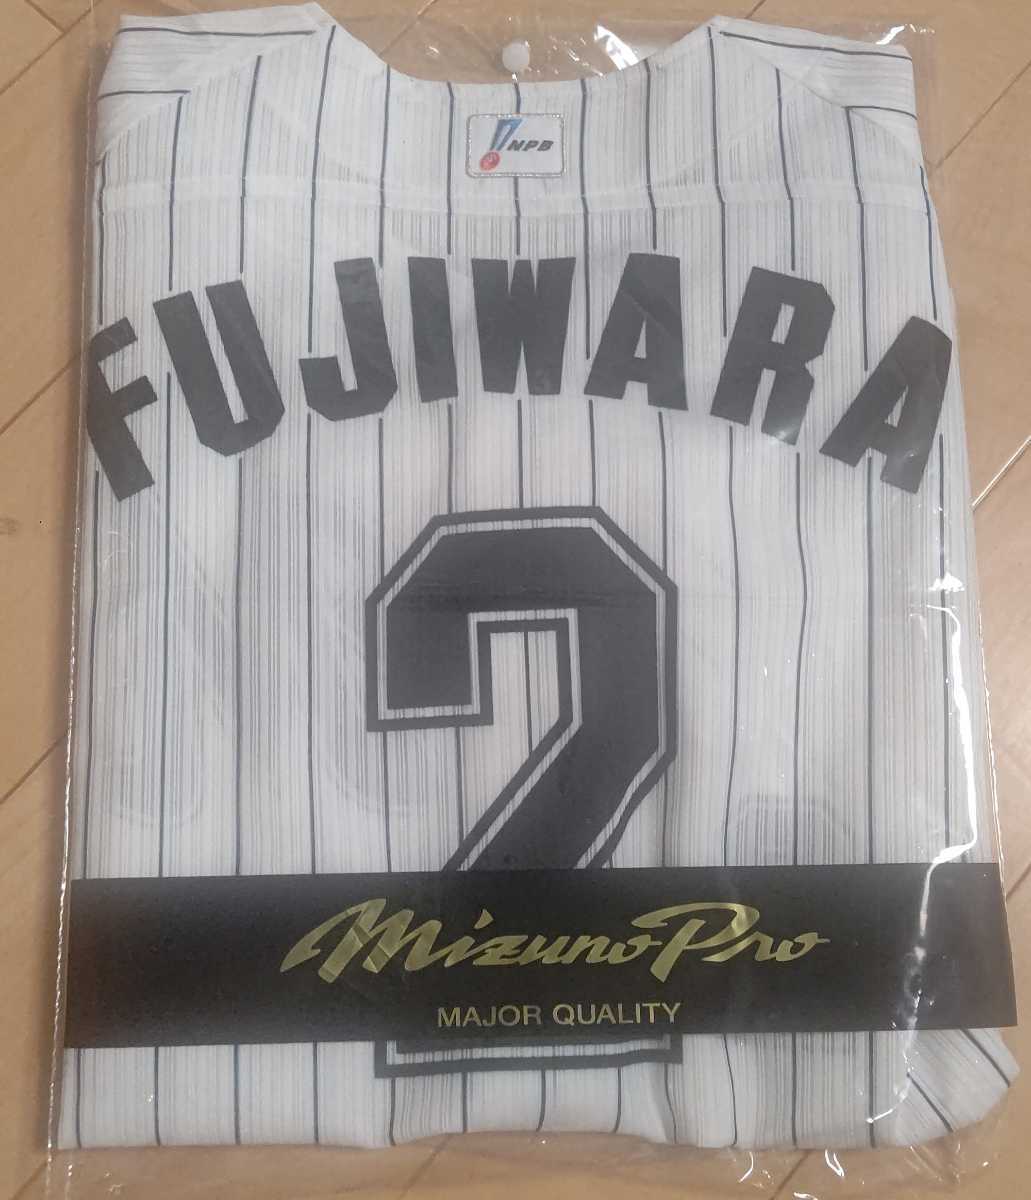 NPB
FUJIWARA
2
Mizuno Pro
MAJOR QUALITY